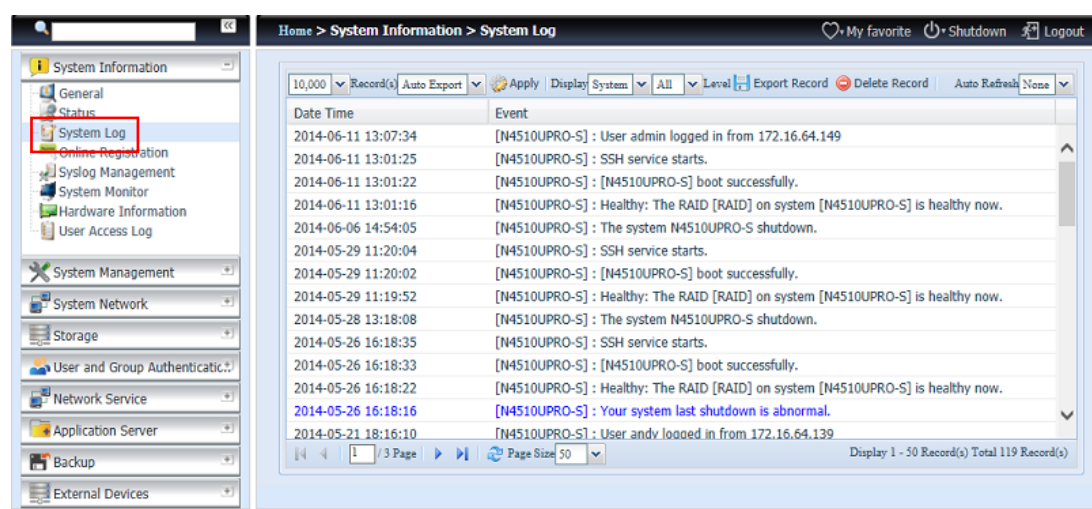 Home > System Information > System Log
My favorite Shutdown Logout
System Information
General
Status
System Log
Online Registration
Syslog Management
System Monitor
Hardware Information
User Access Log
System Management
System Network
Storage
User and Group Authenticatic
Network Service
Application Server
Backup
External Devices
10,000 Record(s) Auto Export Apply Display System All Level Export Record Delete Record Auto Refresh None
Date Time Event
2014-06-11 13:07:34 [N4510UPRO-S] : User admin logged in from 172.16.64.149
2014-06-11 13:01:25 [N4510UPRO-S] : SSH service starts.
2014-06-11 13:01:22 [N4510UPRO-S] : [N4510UPRO-S] boot successfully.
2014-06-11 13:01:16 [N4510UPRO-S] : Healthy: The RAID [RAID] on system [N4510UPRO-S] is healthy now.
2014-06-06 14:54:05 [N4510UPRO-S] : The system N4510UPRO-S shutdown.
2014-05-29 11:20:04 [N4510UPRO-S] : SSH service starts.
2014-05-29 11:20:02 [N4510UPRO-S] : [N4510UPRO-S] boot successfully.
2014-05-29 11:19:52 [N4510UPRO-S] : Healthy: The RAID [RAID] on system [N4510UPRO-S] is healthy now.
2014-05-28 13:18:08 [N4510UPRO-S] : The system N4510UPRO-S shutdown.
2014-05-26 16:18:35 [N4510UPRO-S] : SSH service starts.
2014-05-26 16:18:33 [N4510UPRO-S] : [N4510UPRO-S] boot successfully.
2014-05-26 16:18:22 [N4510UPRO-S] : Healthy: The RAID [RAID] on system [N4510UPRO-S] is healthy now.
2014-05-26 16:18:16 [N4510UPRO-S] : Your system last shutdown is abnormal.
2014-05-21 18:16:10 [N4510UPRO-S] : User andy logged in from 172.16.64.139
1 / 3 Page Page Size 50 Display 1 - 50 Record(s) Total 119 Record(s)